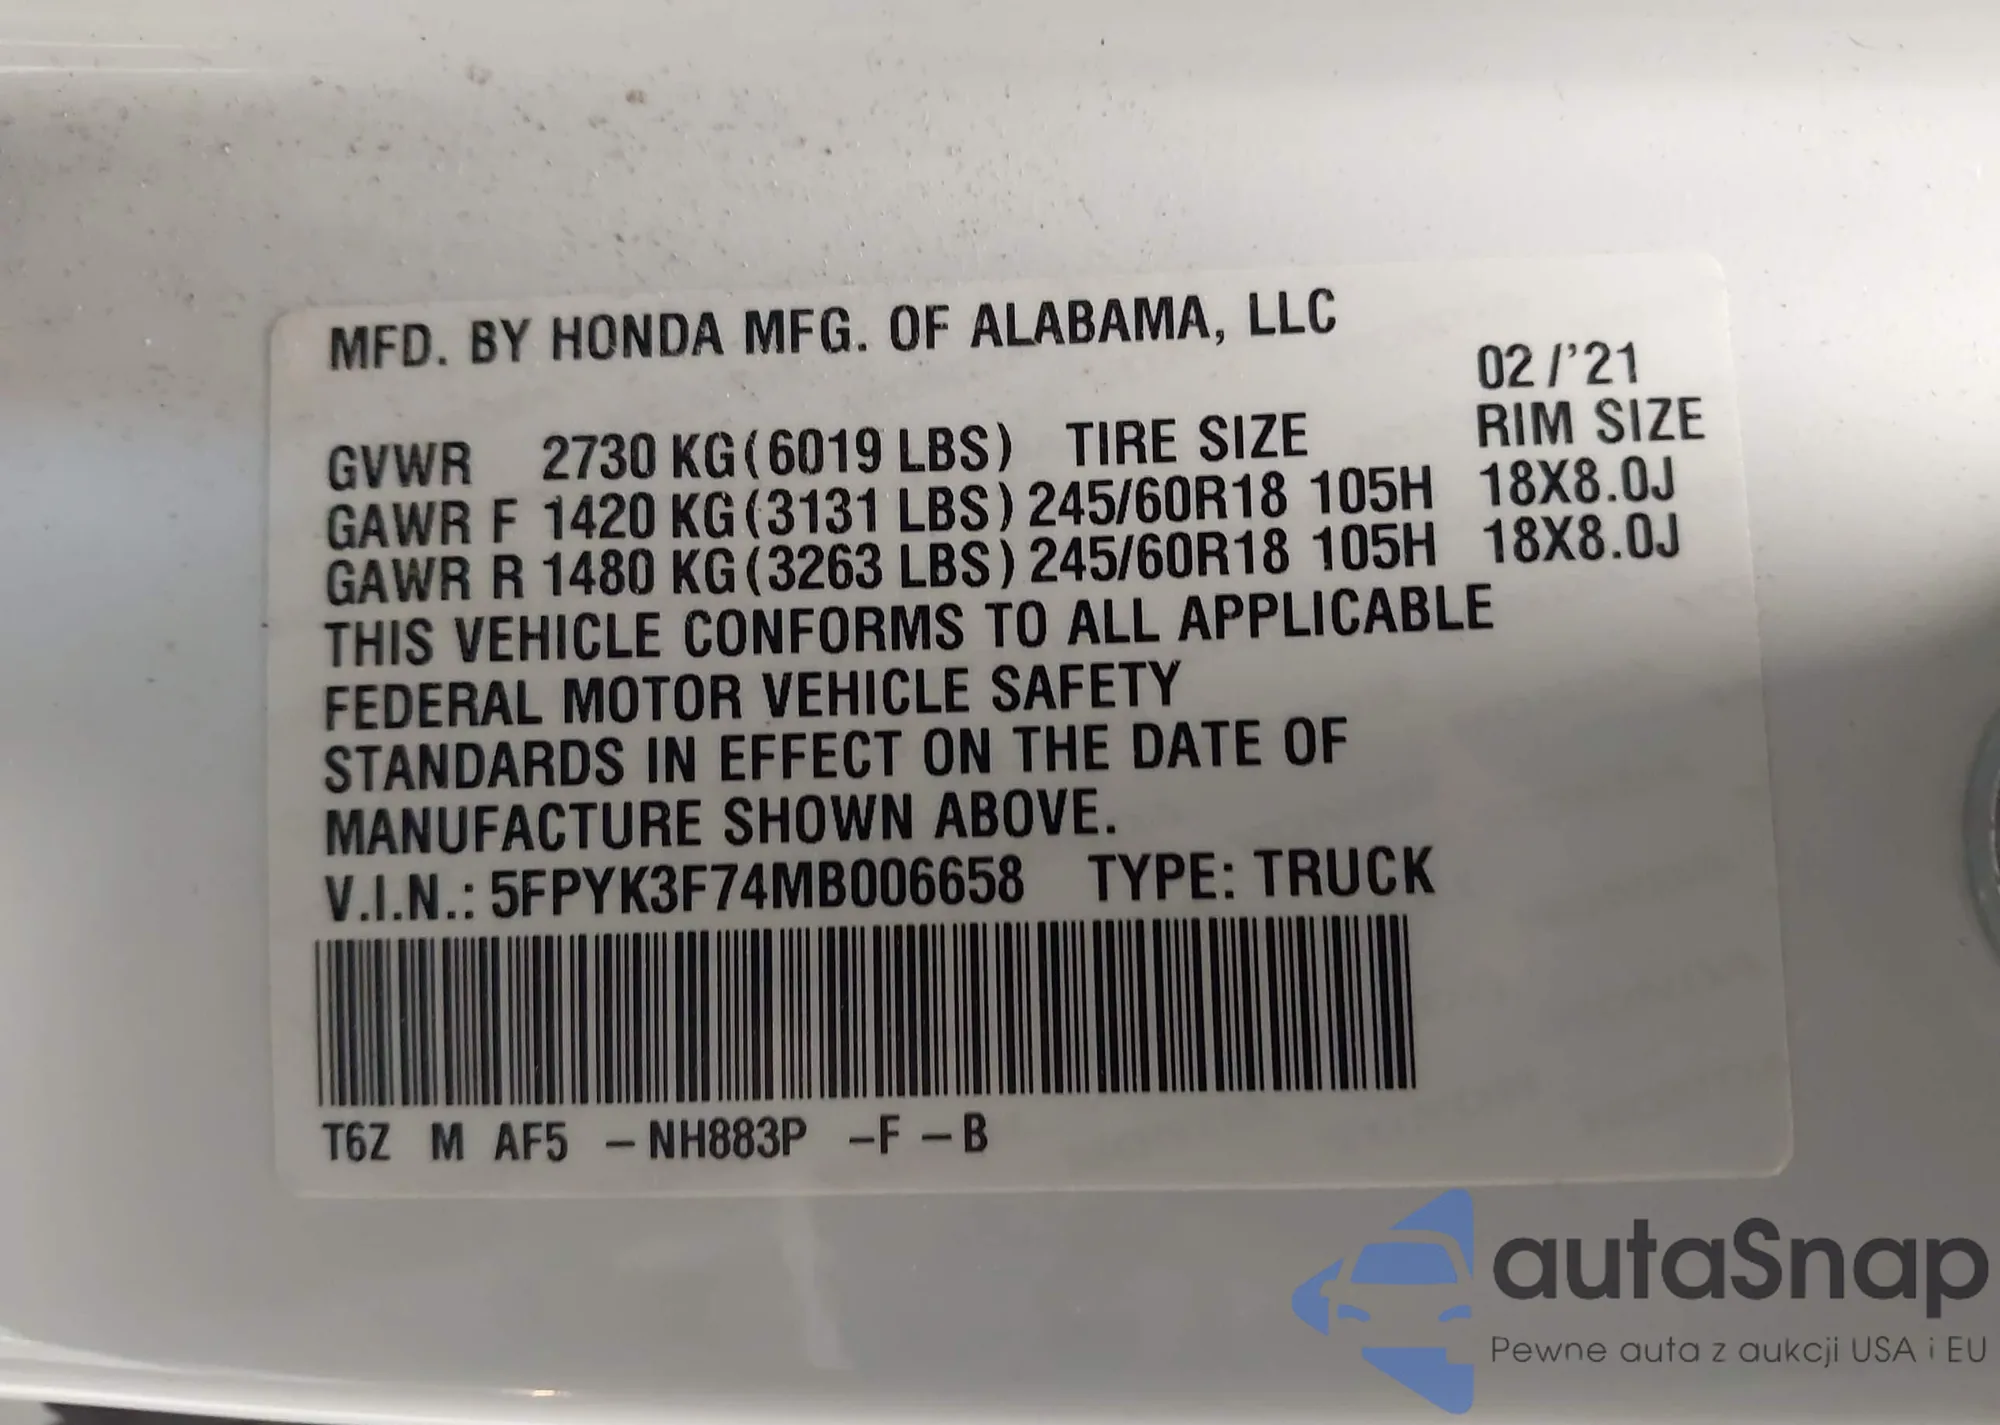 MFD. BY HONDA MFG. OF ALABAMA, LLC
02 /'21
GVWR 2730 KG (6019 LBS) TIRE SIZE RIM SIZE
GAWR F 1420 KG (3131 LBS) 245/60R18 105H 18X8.0J
GAWR R 1480 KG (3263 LBS) 245/60R18 105H 18X8.0J
THIS VEHICLE CONFORMS TO ALL APPLICABLE
FEDERAL MOTOR VEHICLE SAFETY
STANDARDS IN EFFECT ON THE DATE OF
MANUFACTURE SHOWN ABOVE.
V.I.N.: 5FPYK3F74MB006658 TYPE: TRUCK
T6Z M AF5 –NH883P –F –B
autaSnap
Pewne auta z aukcji USA i EU